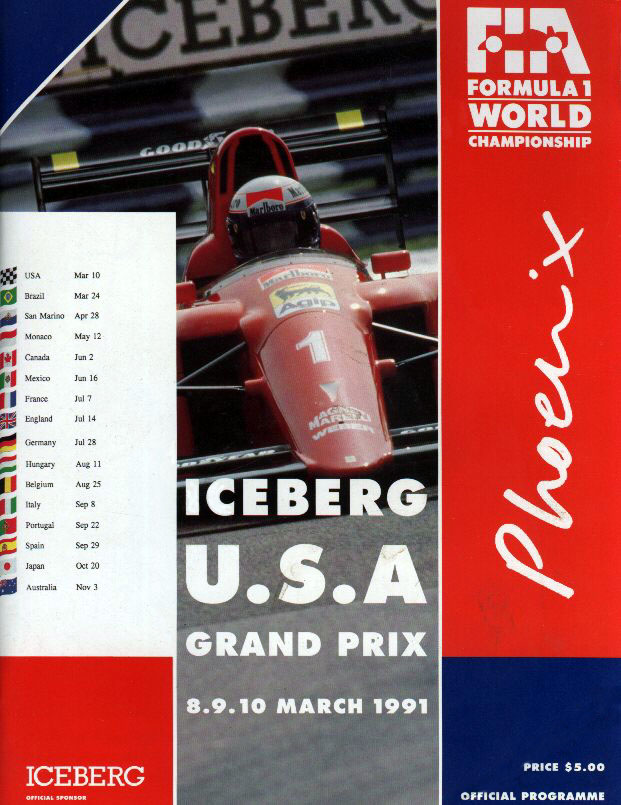 ICEBERG
FIA
FORMULA 1
WORLD
CHAMPIONSHIP
GOODYEAR
Marlboro
Marlboro
Agip
1
MAGNETI
MARELLI
WEBER
GOODYEAR
USA Mar 10
Brazil Mar 24
San Marino Apr 28
Monaco May 12
Canada Jun 2
Mexico Jun 16
France Jul 7
England Jul 14
Germany Jul 28
Hungary Aug 11
Belgium Aug 25
Italy Sep 8
Portugal Sep 22
Spain Sep 29
Japan Oct 20
Australia Nov 3
Phoenix
ICEBERG
U.S.A
GRAND PRIX
8.9.10 MARCH 1991
ICEBERG
OFFICIAL SPONSOR
PRICE $5.00
OFFICIAL PROGRAMME